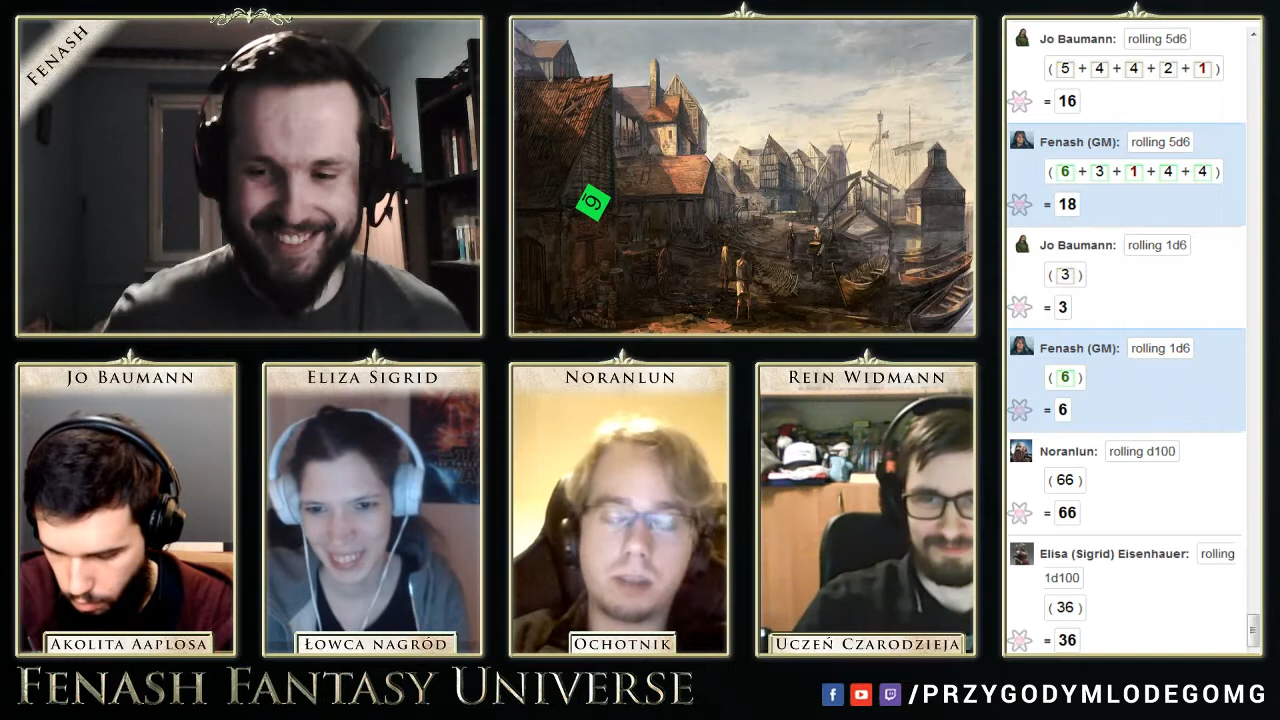 FENASH
6
JO BAUMANN
AKOLITA AAPLOSA
ELIZA SIGRID
ŁOWCA NAGRÓD
NORANLUN
OCHOTNIK
REIN WIDMANN
UCZEŃ CZARODZIEJA
Jo Baumann: rolling 5d6
( 5 + 4 + 4 + 2 + 1 )
= 16
Fenash (GM): rolling 5d6
( 6 + 3 + 1 + 4 + 4 )
= 18
Jo Baumann: rolling 1d6
( 3 )
= 3
Fenash (GM): rolling 1d6
( 6 )
= 6
Noranlun: rolling d100
( 66 )
= 66
Elisa (Sigrid) Eisenhauer: rolling
1d100
( 36 )
= 36
FENASH FANTASY UNIVERSE
/PRZYGODYMLODEGOMG